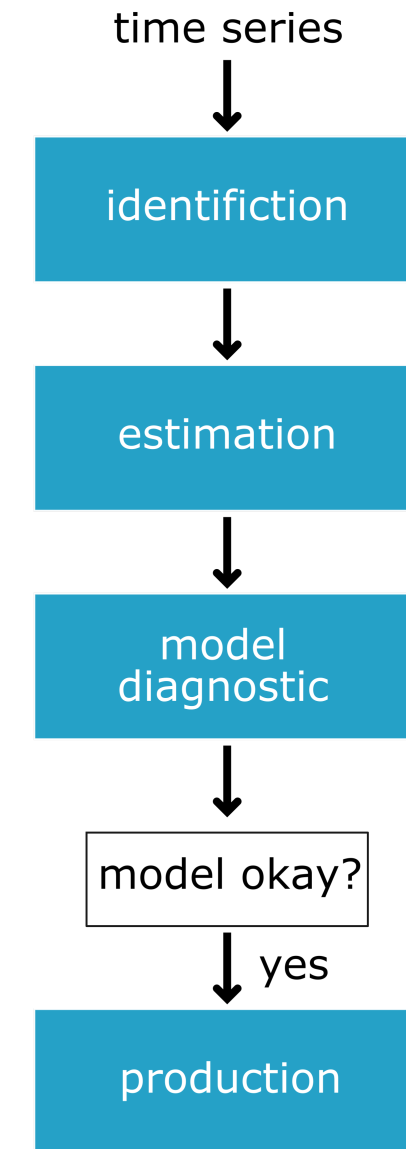 time series
identifiction
estimation
model
diagnostic
model okay?
yes
production